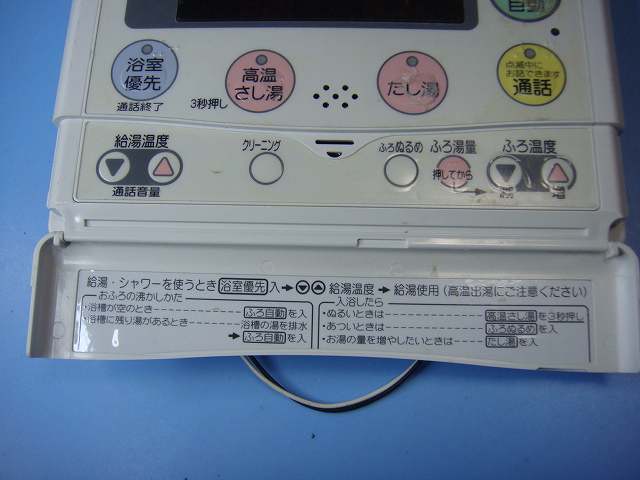 自動
浴室
優先
通話終了
3秒押し
高温
さし湯
たし湯
点滅中に
お話できます
通話
給湯温度
通話音量
クリーニング
ふろぬるめ
ふろ湯量
押してから
ふろ温度
減
増
給湯・シャワーを使うとき 浴室優先 入→▽△ 給湯温度→給湯使用(高温出湯にご注意ください)
おふろの沸かしかた
・浴槽が空のとき ふろ自動 を入
・浴槽に残り湯があるとき 浴槽の湯を排水
→ ふろ自動 を入
入浴したら
・ぬるいときは 高温さし湯 を3秒押し
・あついときは ふろぬるめ を入
・お湯の量を増やしたいときは たし湯 を入